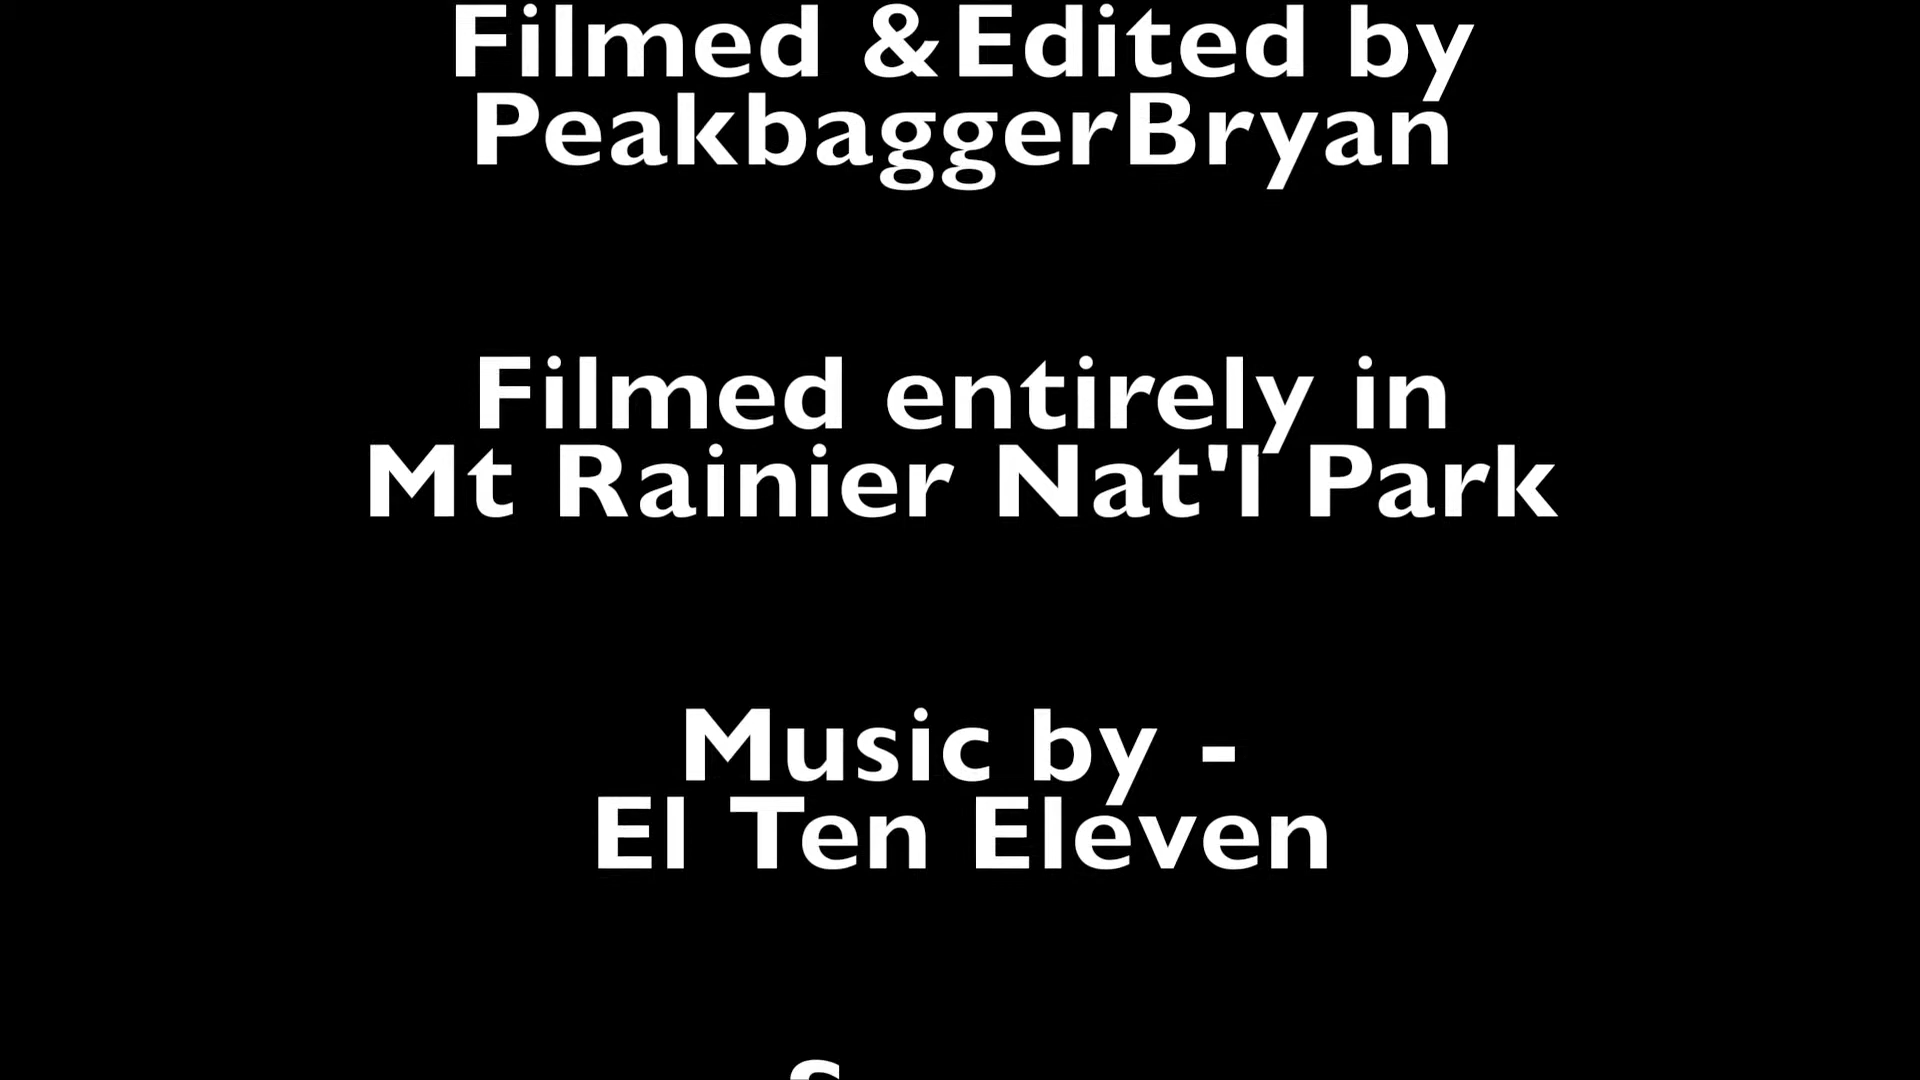 Filmed & Edited by
PeakbaggerBryan
Filmed entirely in
Mt Rainier Nat'l Park
Music by -
El Ten Eleven